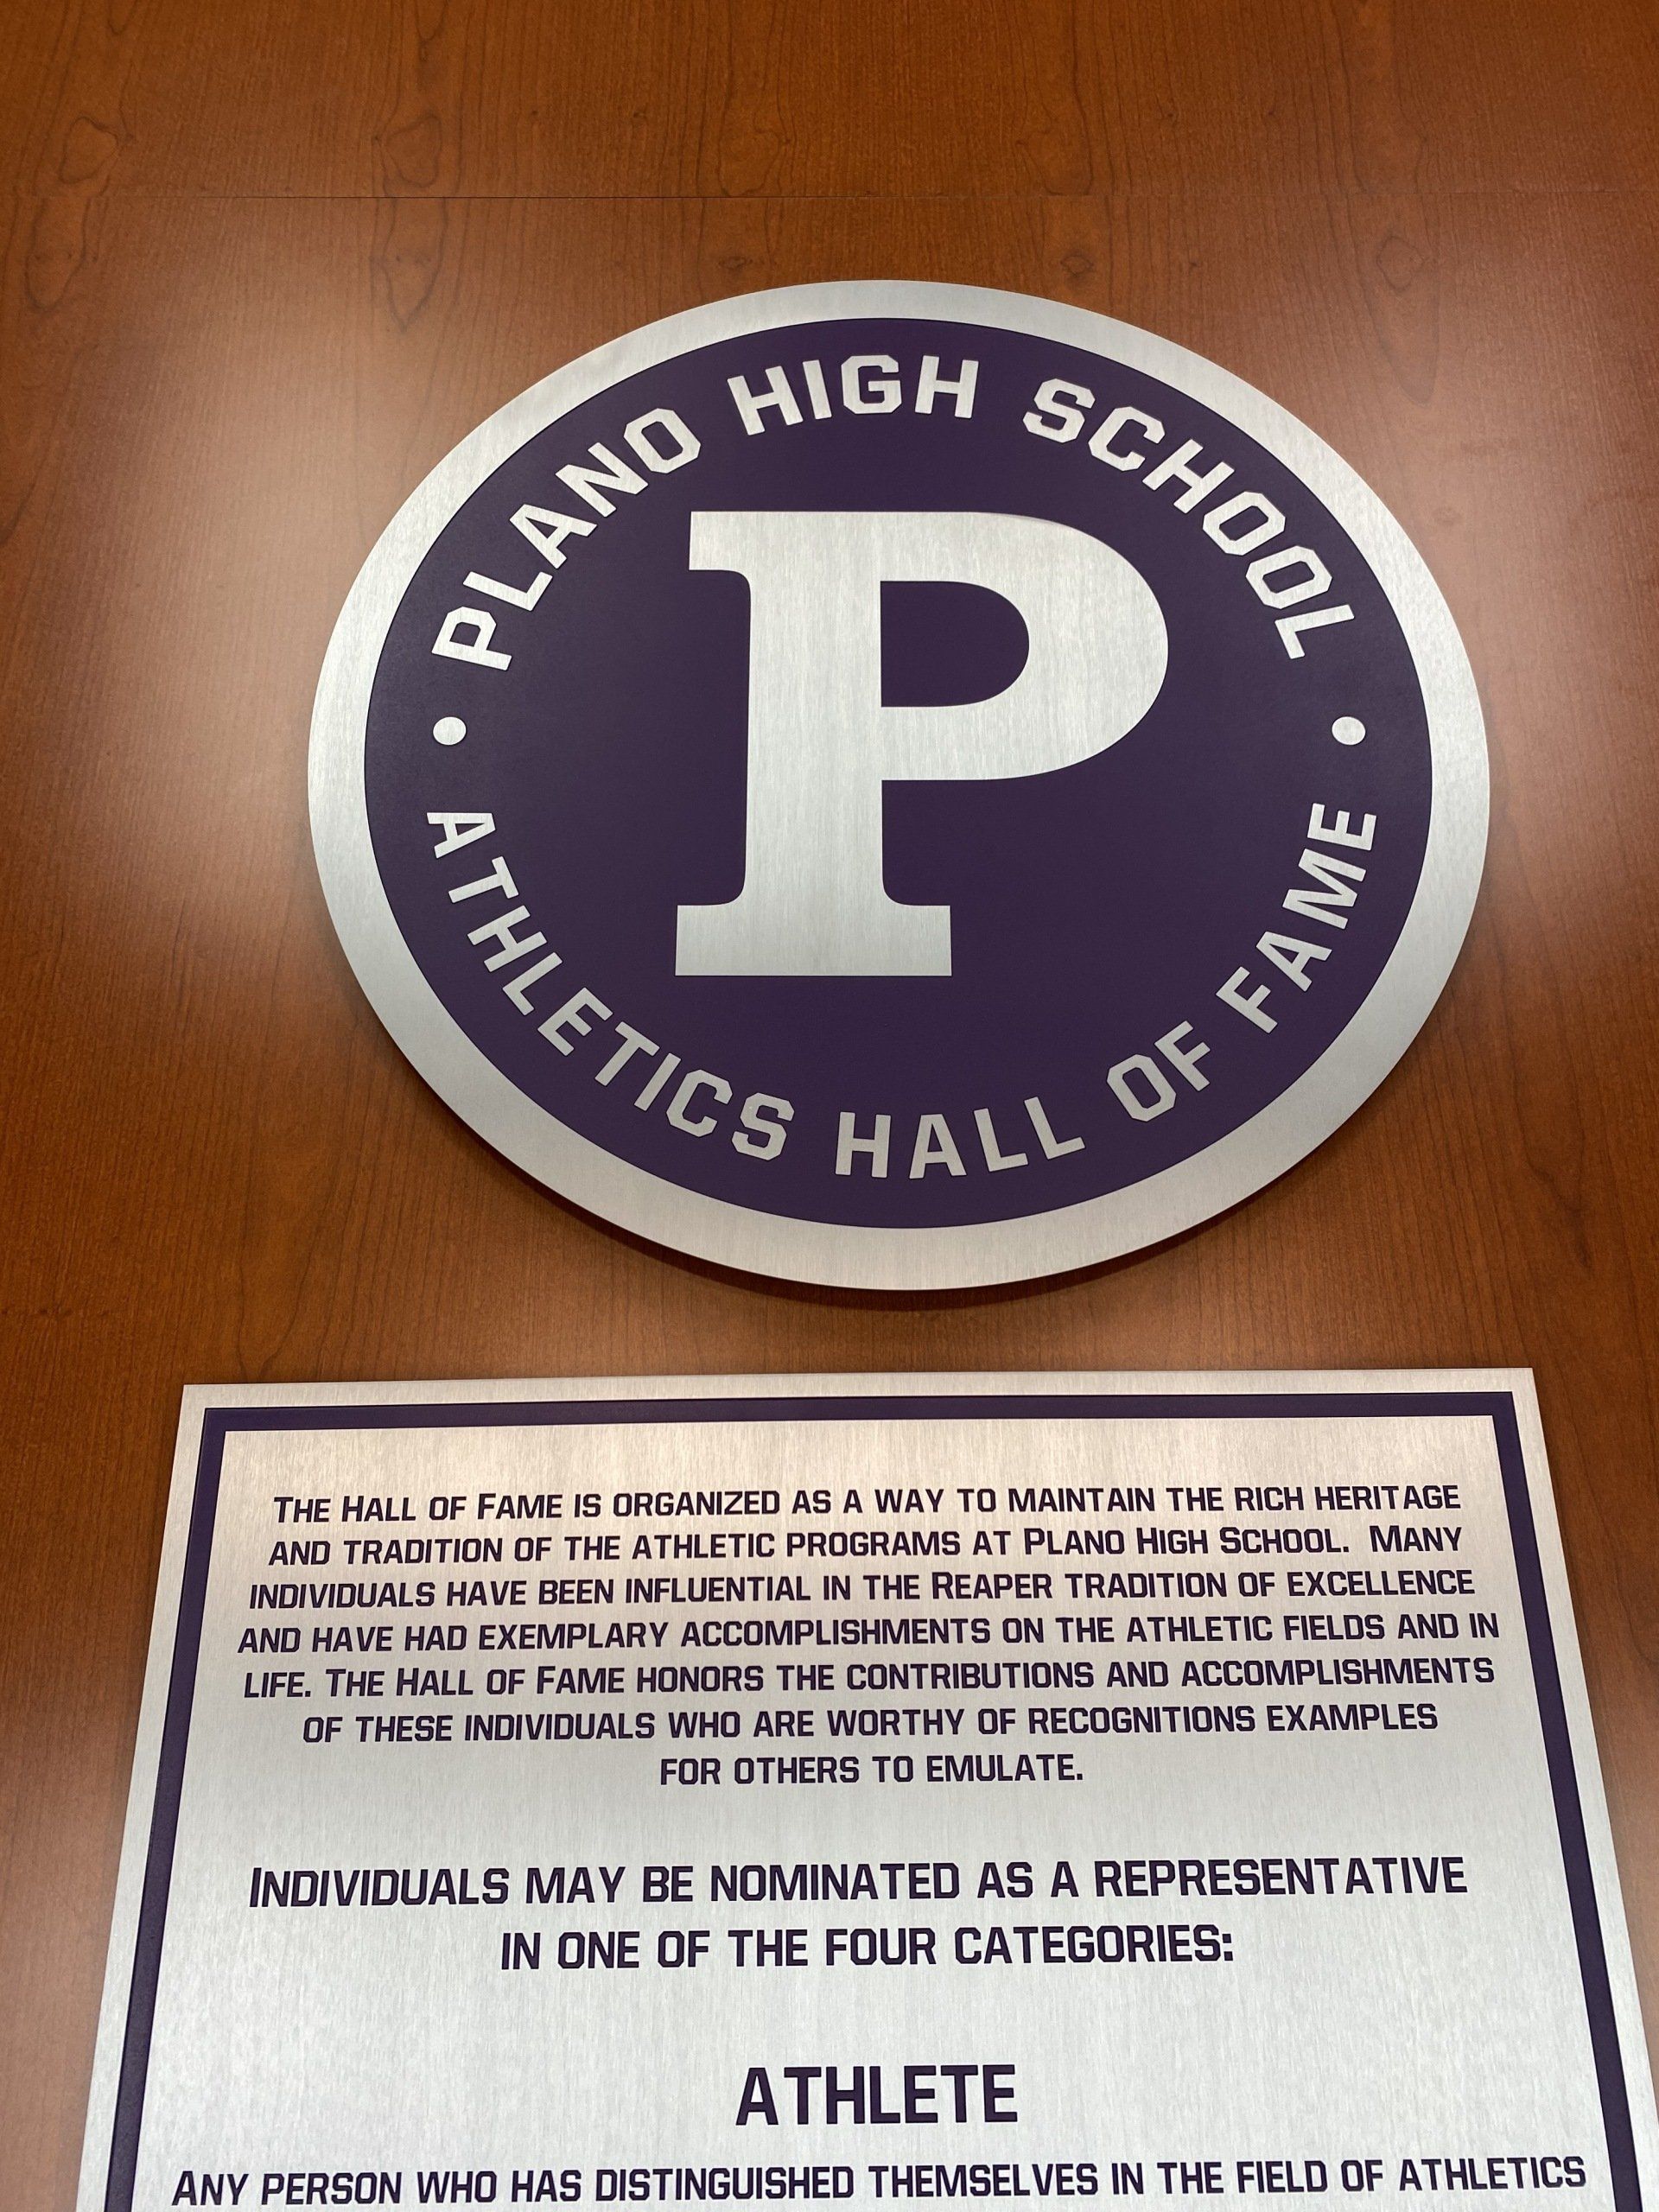 PLANO HIGH SCHOOL
P
• ATHLETICS HALL OF FAME •
THE HALL OF FAME IS ORGANIZED AS A WAY TO MAINTAIN THE RICH HERITAGE
AND TRADITION OF THE ATHLETIC PROGRAMS AT PLANO HIGH SCHOOL. MANY
INDIVIDUALS HAVE BEEN INFLUENTIAL IN THE REAPER TRADITION OF EXCELLENCE
AND HAVE HAD EXEMPLARY ACCOMPLISHMENTS ON THE ATHLETIC FIELDS AND IN
LIFE. THE HALL OF FAME HONORS THE CONTRIBUTIONS AND ACCOMPLISHMENTS
OF THESE INDIVIDUALS WHO ARE WORTHY OF RECOGNITIONS EXAMPLES
FOR OTHERS TO EMULATE.
INDIVIDUALS MAY BE NOMINATED AS A REPRESENTATIVE
IN ONE OF THE FOUR CATEGORIES:
ATHLETE
ANY PERSON WHO HAS DISTINGUISHED THEMSELVES IN THE FIELD OF ATHLETICS